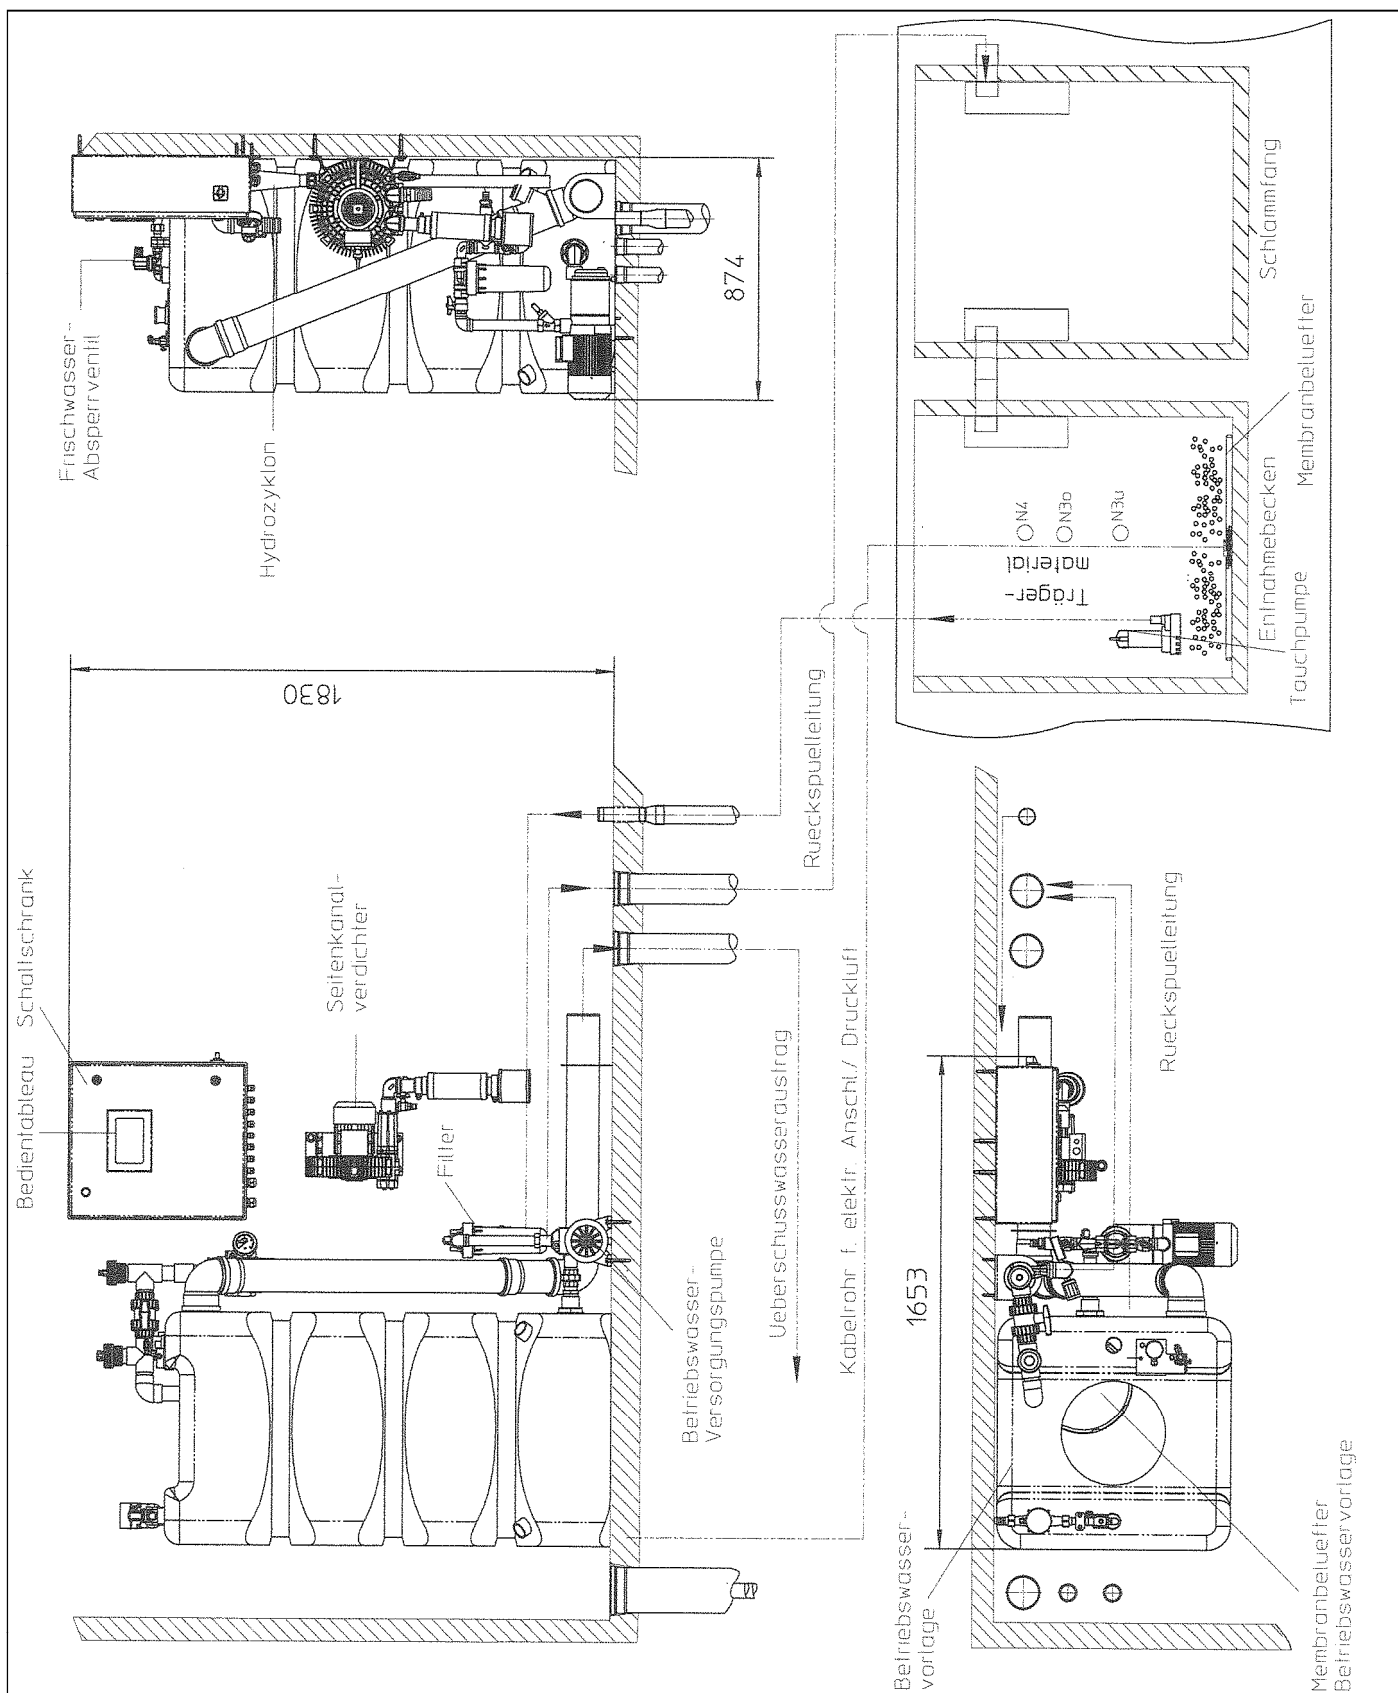 Bedientableau
Schaltschrank
1830
Seitenkanal-
verdichter
Filter
Betriebswasser-
Versorgungspumpe
Ueberschusswasseraustrag
Kabelrohr f. elektr. Anschl./ Druckluft
Rueckspuelleitung
Frischwasser-
Absperrventil
Hydrozyklon
874
Betriebswasser-
vorlage
1653
Rueckspuelleitung
Membranbeluefter
Betriebswasservorlage
Träger-
material
N4
N3o
N3u
Tauchpumpe
Entnahmebecken
Membranbeluefter
Schlammfang